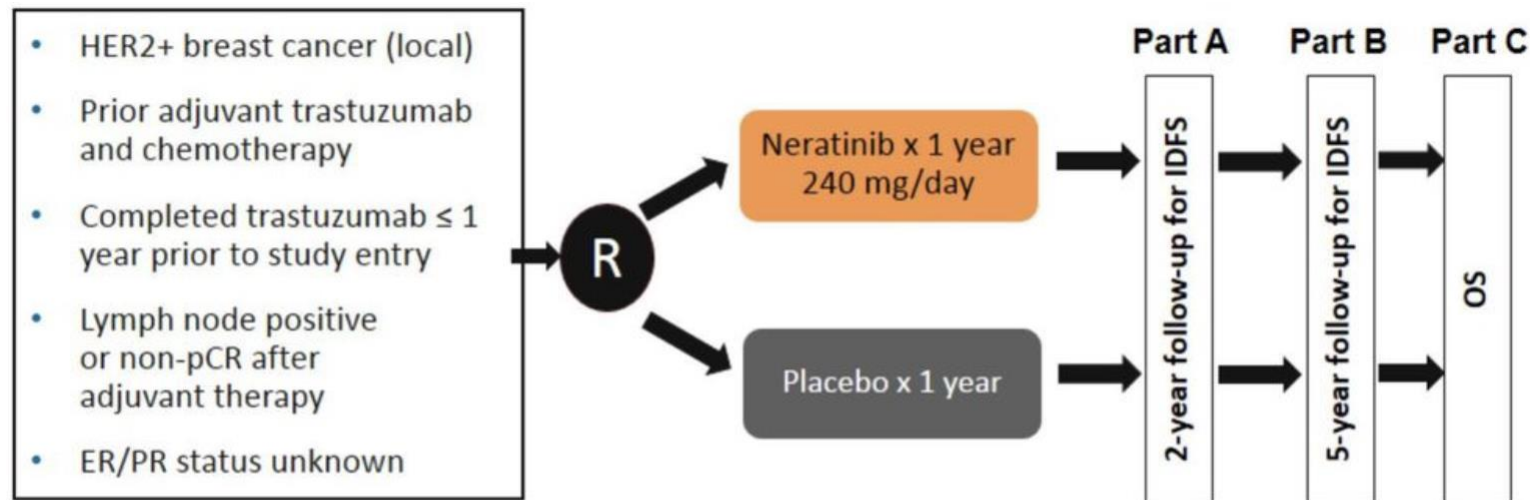 HER2+ breast cancer (local)
Prior adjuvant trastuzumab
and chemotherapy
Completed trastuzumab ≤ 1
year prior to study entry
Lymph node positive
or non-pCR after
adjuvant therapy
ER/PR status unknown
R
Neratinib x 1 year
240 mg/day
Placebo x 1 year
Part A
2-year follow-up for IDFS
Part B
5-year follow-up for IDFS
Part C
OS